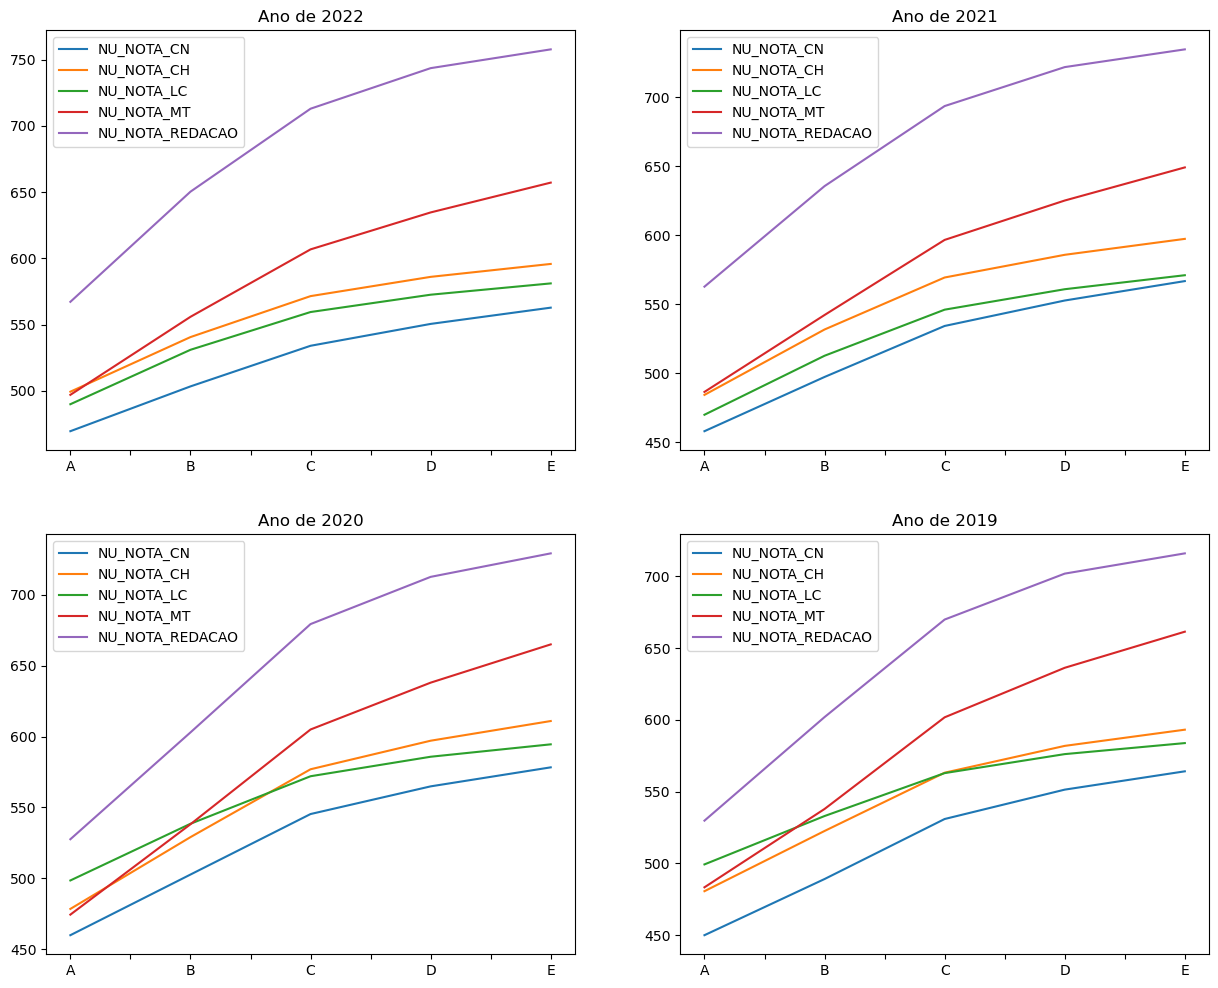 Ano de 2022
NU_NOTA_CN
NU_NOTA_CH
NU_NOTA_LC
NU_NOTA_MT
NU_NOTA_REDACAO
750
700
650
600
550
500
A B C D E
Ano de 2021
NU_NOTA_CN
NU_NOTA_CH
NU_NOTA_LC
NU_NOTA_MT
NU_NOTA_REDACAO
700
650
600
550
500
450
A B C D E
Ano de 2020
NU_NOTA_CN
NU_NOTA_CH
NU_NOTA_LC
NU_NOTA_MT
NU_NOTA_REDACAO
700
650
600
550
500
450
A B C D E
Ano de 2019
NU_NOTA_CN
NU_NOTA_CH
NU_NOTA_LC
NU_NOTA_MT
NU_NOTA_REDACAO
700
650
600
550
500
450
A B C D E